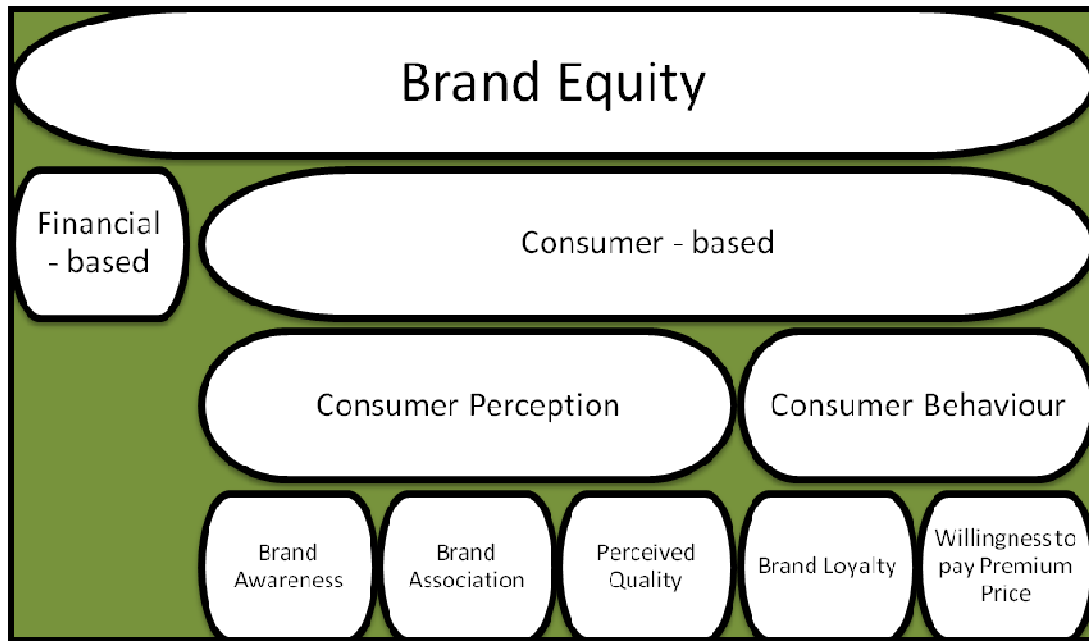 Brand Equity
Financial
- based
Consumer - based
Consumer Perception
Consumer Behaviour
Brand
Awareness
Brand
Association
Perceived
Quality
Brand Loyalty
Willingness to
pay Premium
Price